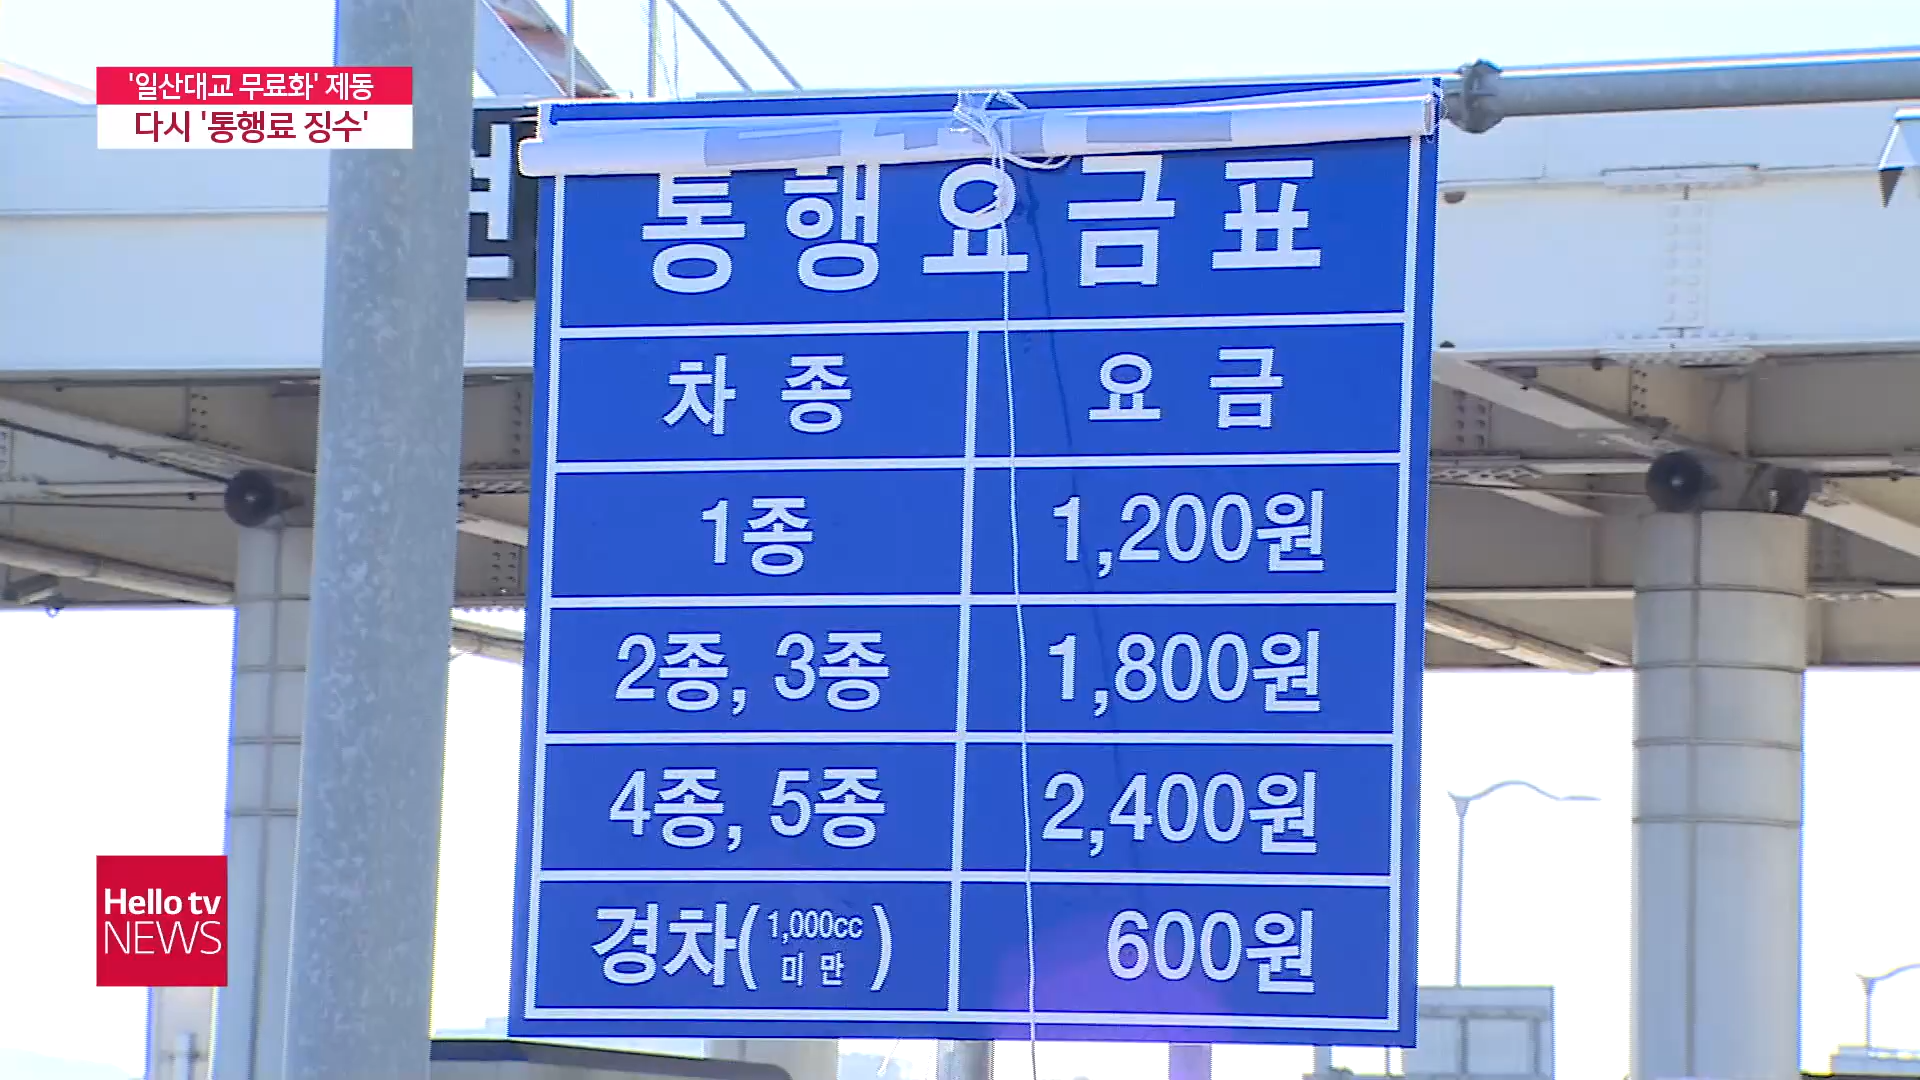 '일산대교 무료화' 제동
다시 '통행료 징수'
통행요금표
차종 요금
1종 1,200원
2종, 3종 1,800원
4종, 5종 2,400원
경차(1,000cc 미만) 600원
Hello tv
NEWS